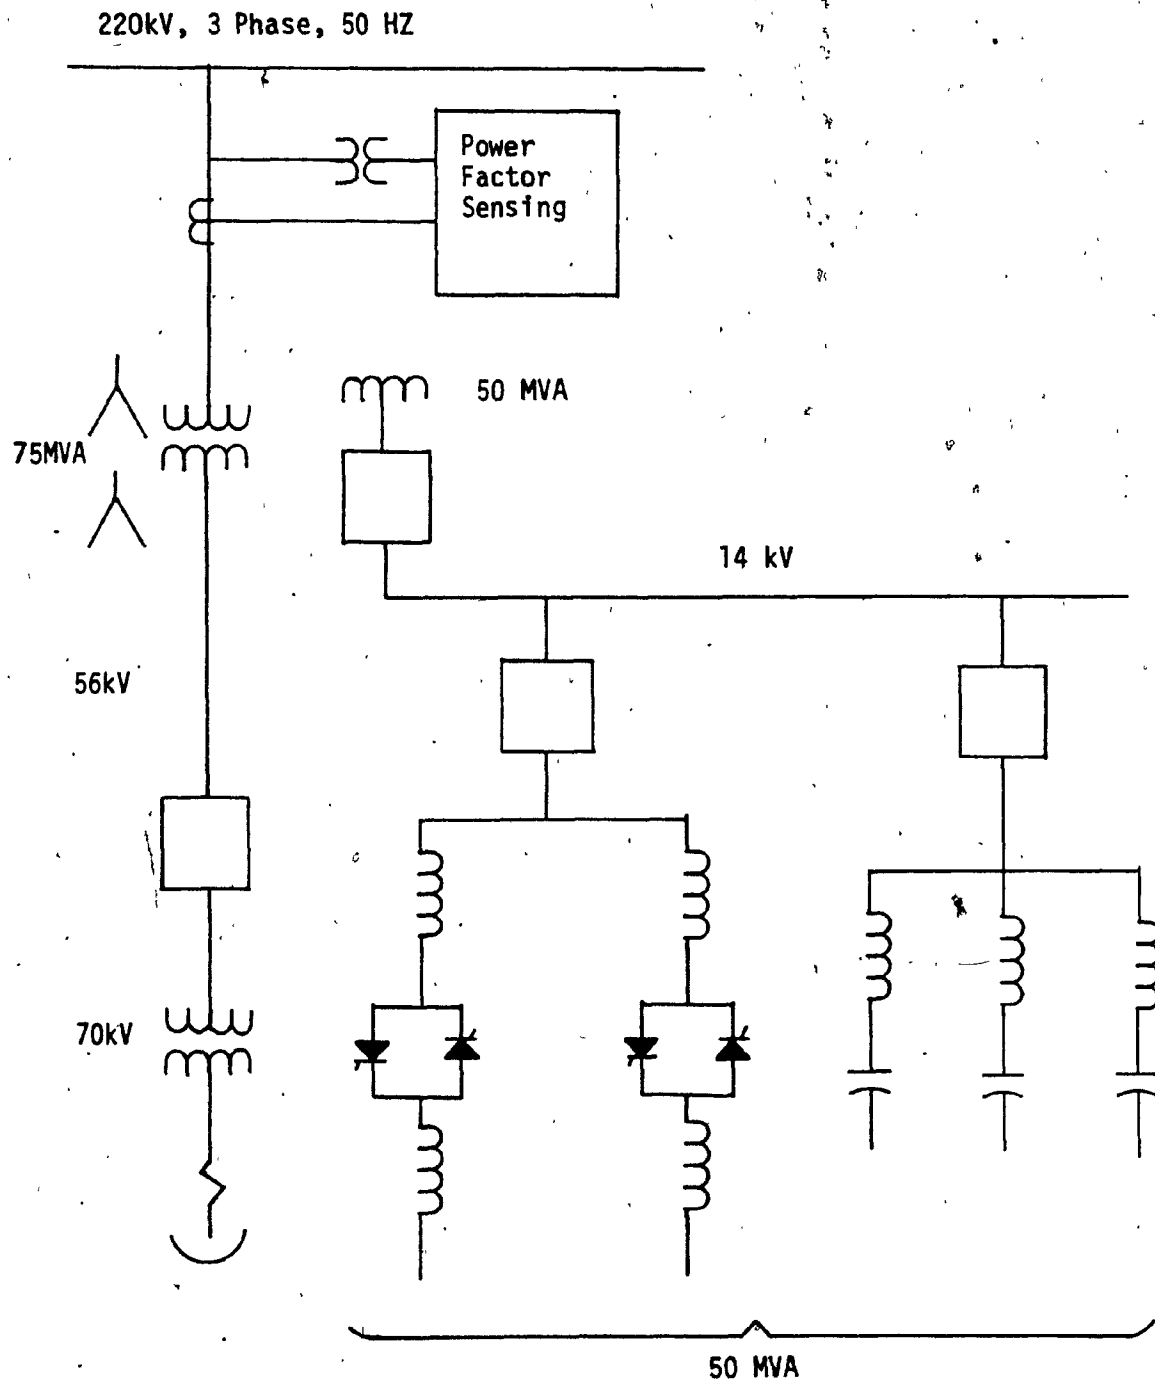 220kV, 3 Phase, 50 HZ
Power
Factor
Sensing
50 MVA
75MVA
14 kV
56kV
70kV
50 MVA